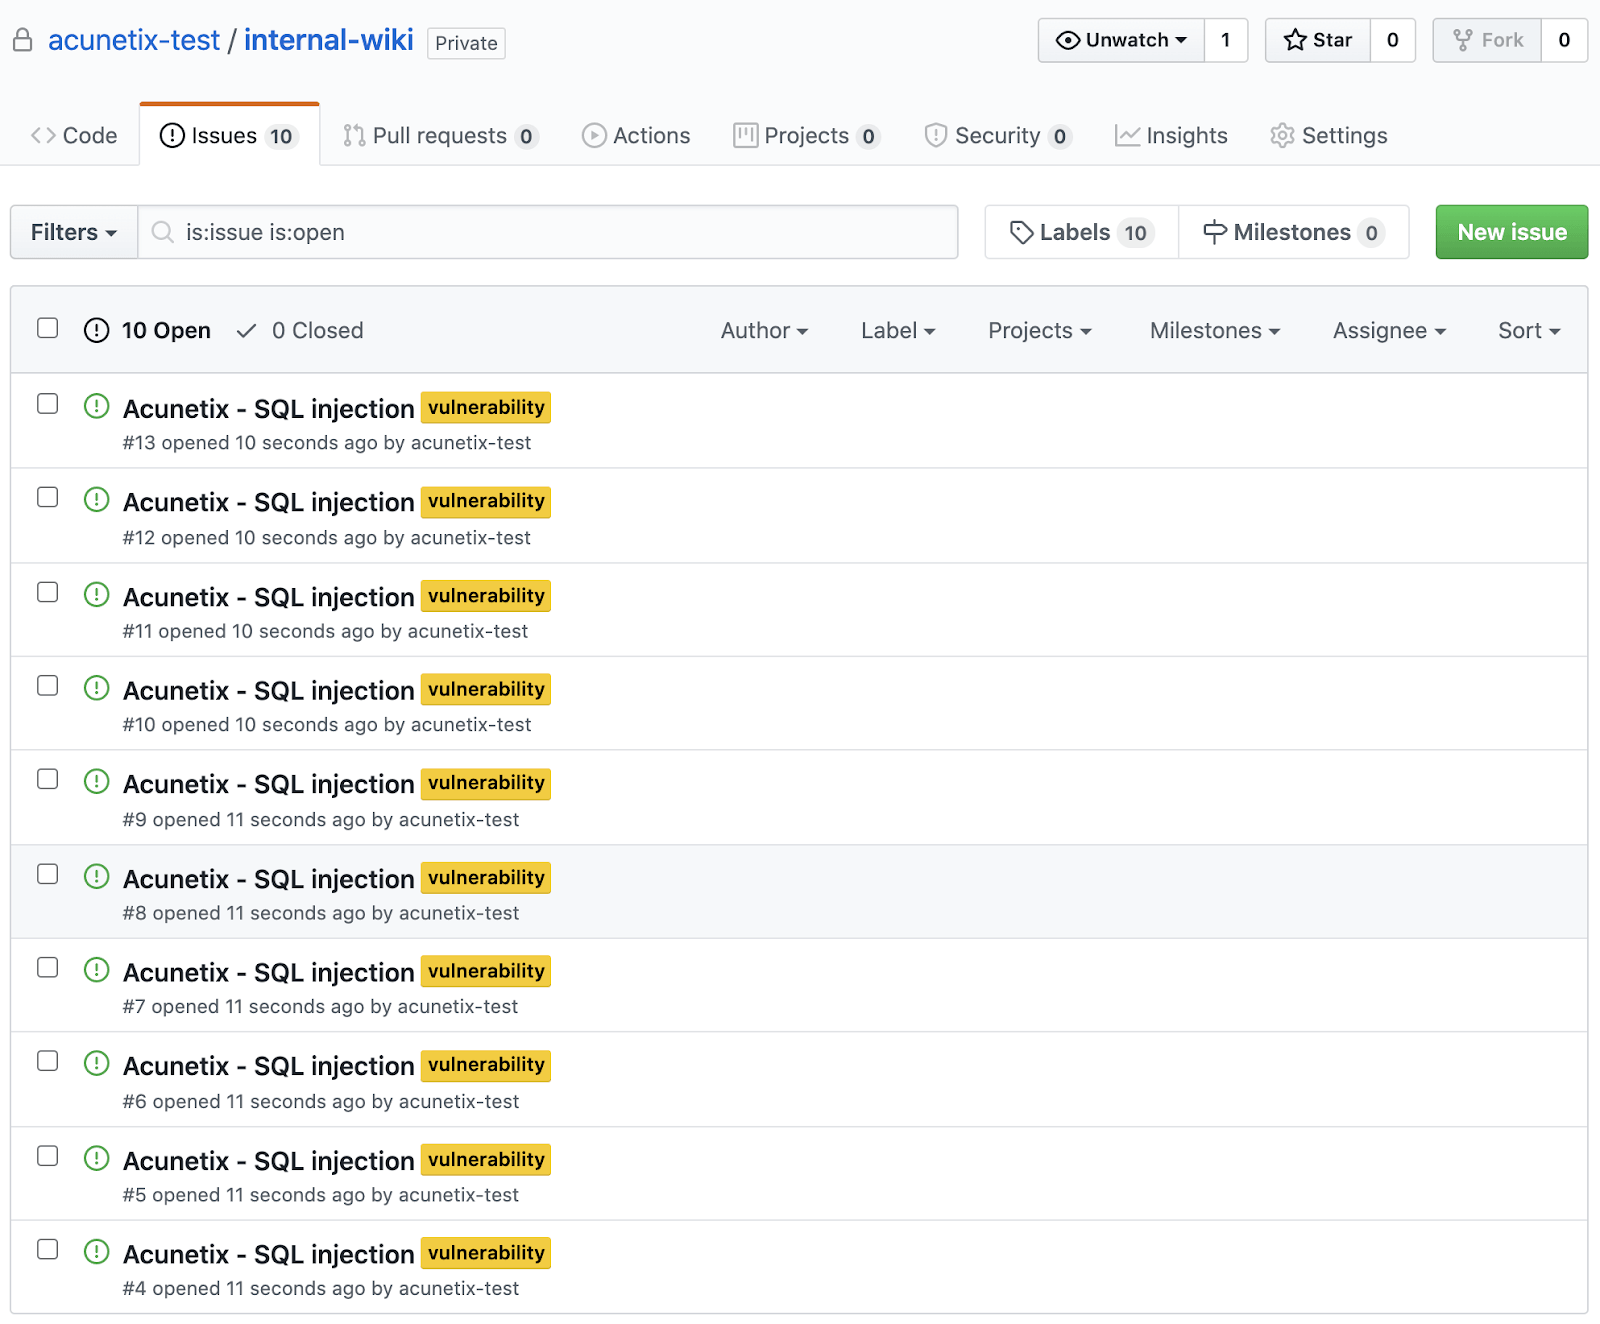 acunetix-test / internal-wiki Private Unwatch 1 Star 0 Fork 0
Code Issues 10 Pull requests 0 Actions Projects 0 Security 0 Insights Settings
Filters is:issue is:open Labels 10 Milestones 0 New issue
10 Open 0 Closed Author Label Projects Milestones Assignee Sort
Acunetix - SQL injection vulnerability
#13 opened 10 seconds ago by acunetix-test
Acunetix - SQL injection vulnerability
#12 opened 10 seconds ago by acunetix-test
Acunetix - SQL injection vulnerability
#11 opened 10 seconds ago by acunetix-test
Acunetix - SQL injection vulnerability
#10 opened 10 seconds ago by acunetix-test
Acunetix - SQL injection vulnerability
#9 opened 11 seconds ago by acunetix-test
Acunetix - SQL injection vulnerability
#8 opened 11 seconds ago by acunetix-test
Acunetix - SQL injection vulnerability
#7 opened 11 seconds ago by acunetix-test
Acunetix - SQL injection vulnerability
#6 opened 11 seconds ago by acunetix-test
Acunetix - SQL injection vulnerability
#5 opened 11 seconds ago by acunetix-test
Acunetix - SQL injection vulnerability
#4 opened 11 seconds ago by acunetix-test